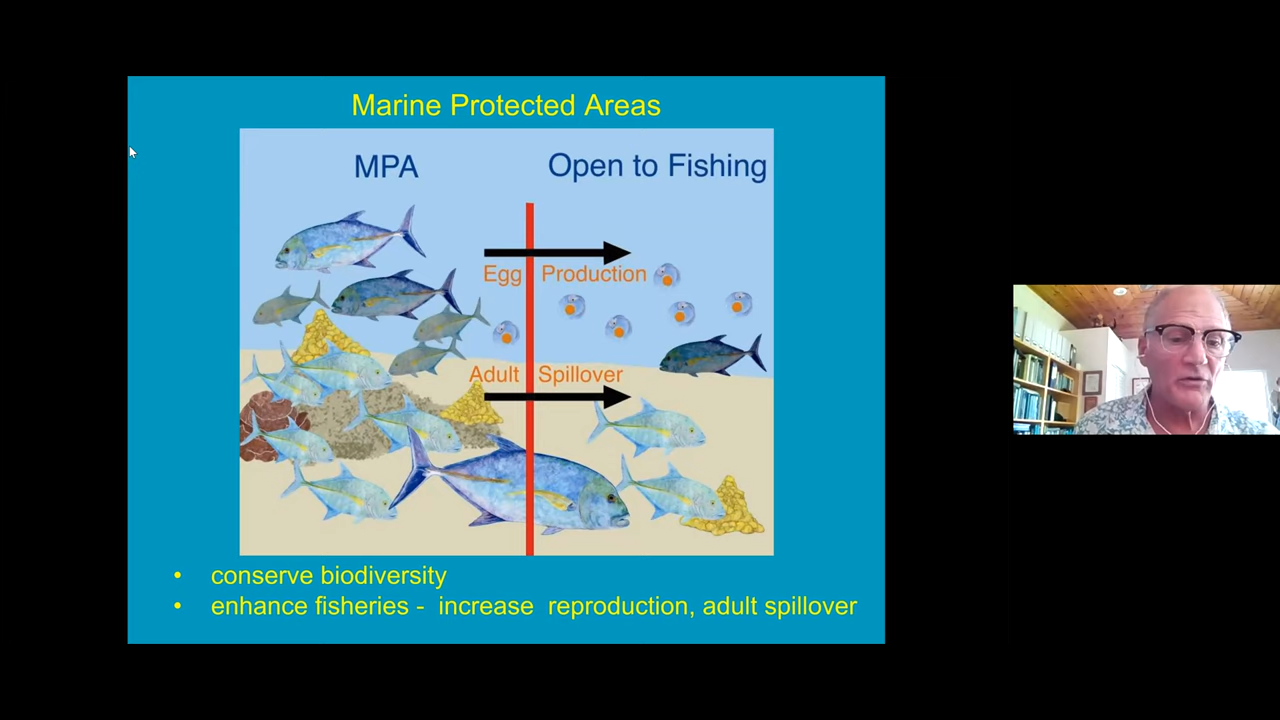 Marine Protected Areas
MPA
Open to Fishing
Egg Production
Adult Spillover
• conserve biodiversity
• enhance fisheries - increase reproduction, adult spillover